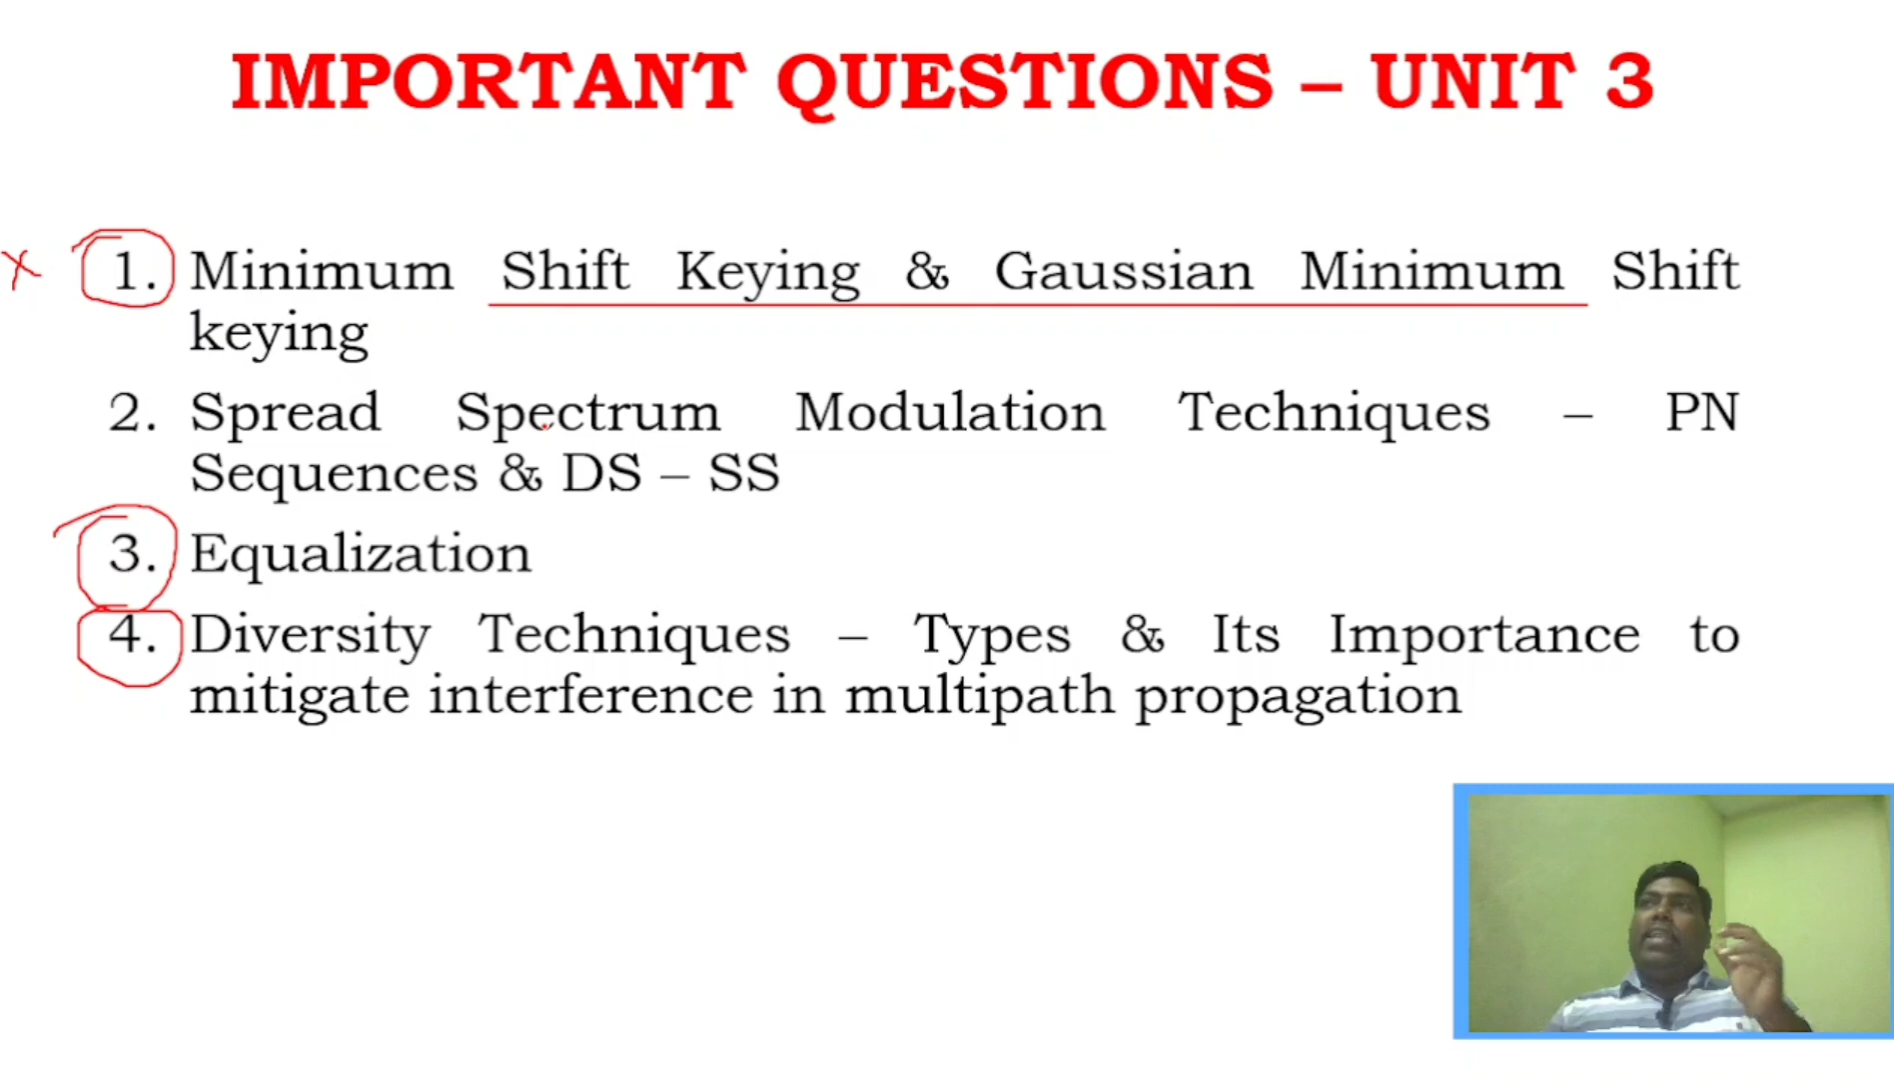 IMPORTANT QUESTIONS – UNIT 3
X
1. Minimum Shift Keying & Gaussian Minimum Shift
keying
2. Spread Spectrum Modulation Techniques – PN
Sequences & DS – SS
3. Equalization
4. Diversity Techniques – Types & Its Importance to
mitigate interference in multipath propagation